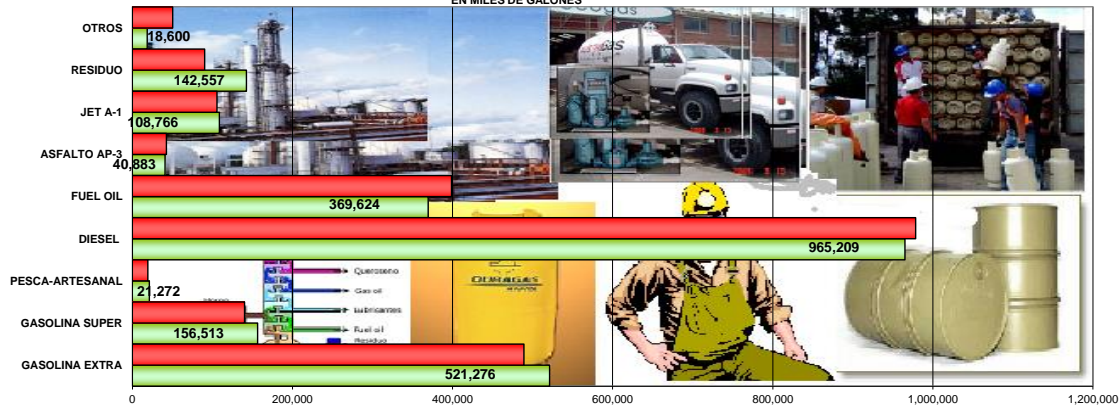 EN MILES DE GALONES
OTROS
18,600
RESIDUO
142,557
JET A-1
108,766
ASFALTO AP-3
40,883
FUEL OIL
369,624
DIESEL
965,209
PESCA-ARTESANAL
21,272
GASOLINA SUPER
156,513
GASOLINA EXTRA
521,276
Queroseno
Gas oil
Lubricantes
Fuel oil
Residuo
DURAGAS
0
200,000
400,000
600,000
800,000
1,000,000
1,200,000